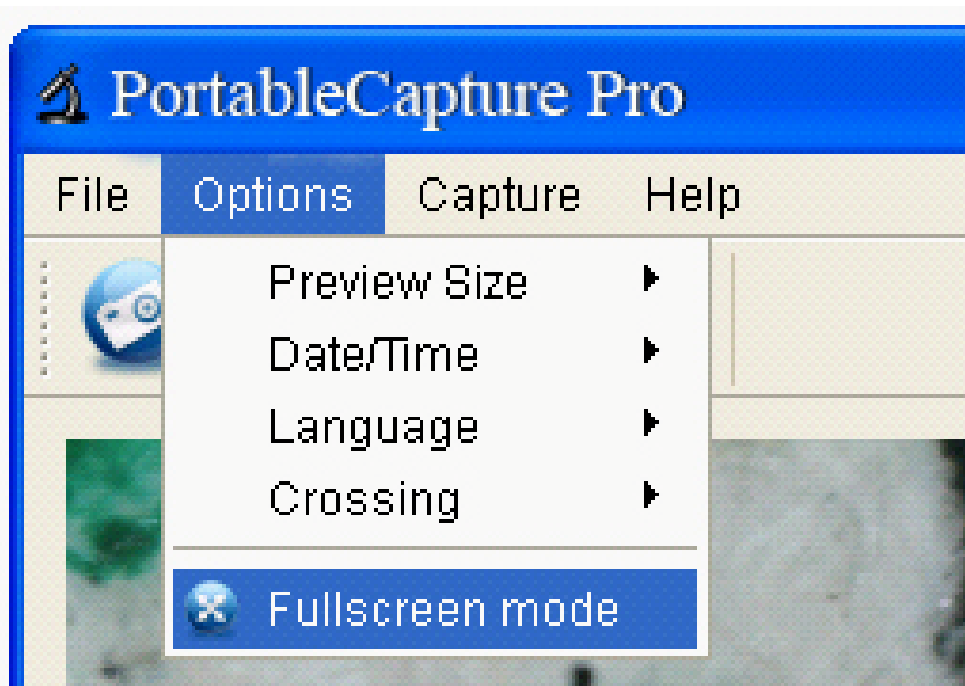 PortableCapture Pro
File Options Capture Help
Preview Size
Date/Time
Language
Crossing
Fullscreen mode